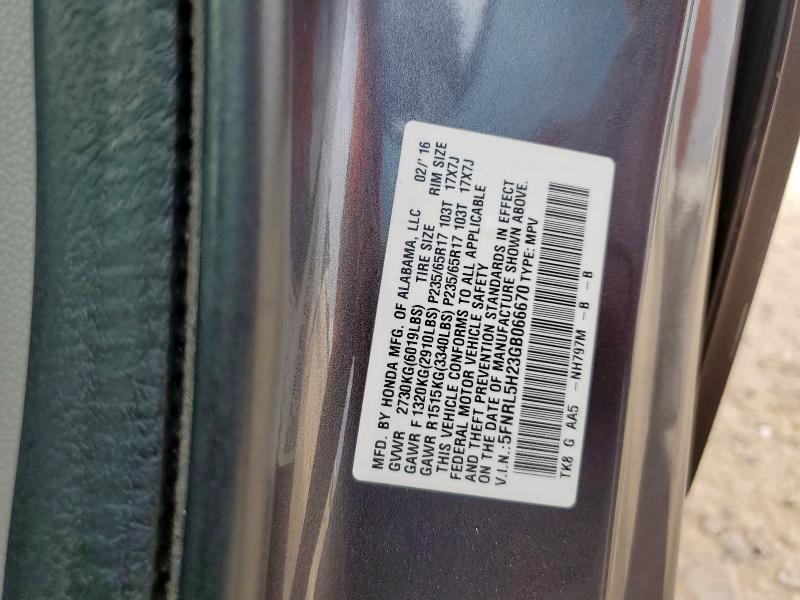 MFD. BY HONDA MFG. OF ALABAMA, LLC 02/'16
GVWR 2730KG(6019LBS) TIRE SIZE RIM SIZE
GAWR F 1320KG(2910LBS) P235/65R17 103T 17X7J
GAWR R 1515KG(3340LBS) P235/65R17 103T 17X7J
THIS VEHICLE CONFORMS TO ALL APPLICABLE
FEDERAL MOTOR VEHICLE SAFETY
AND THEFT PREVENTION STANDARDS IN EFFECT
ON THE DATE OF MANUFACTURE SHOWN ABOVE.
V.I.N.:5FNRL5H23GB066670 TYPE: MPV
TK8 G AA5 - NH797M - B - B